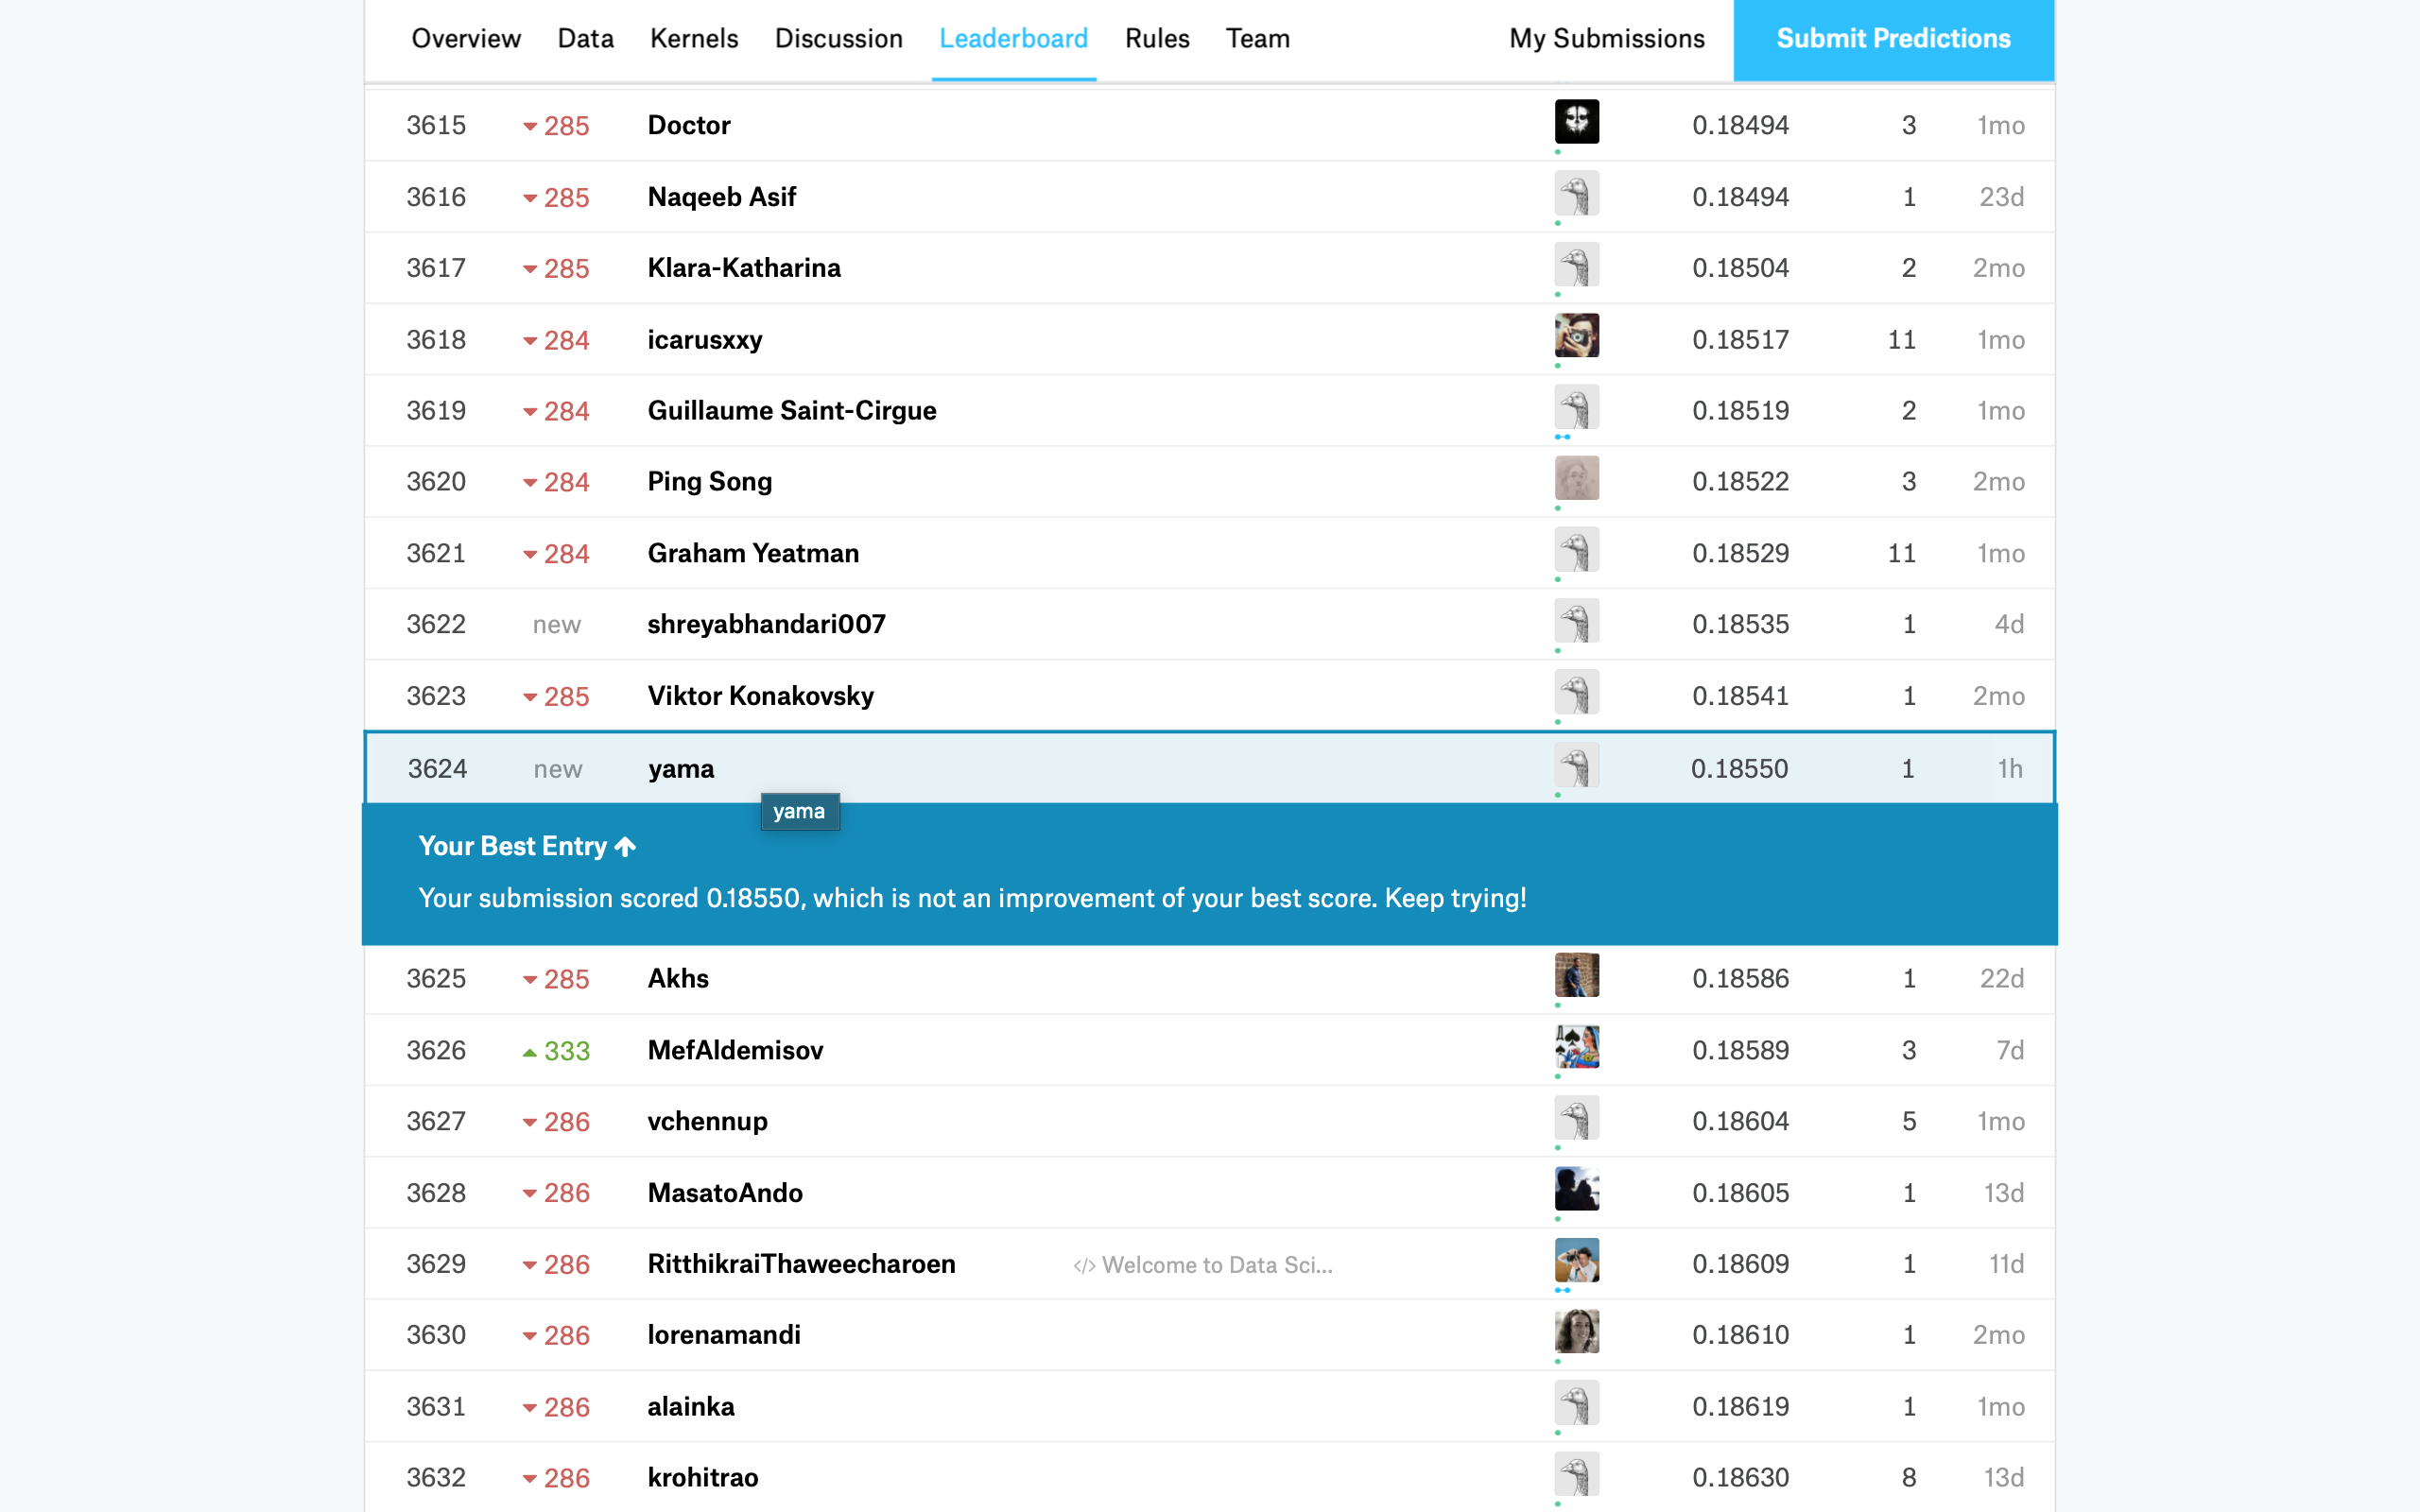 Overview Data Kernels Discussion Leaderboard Rules Team My Submissions Submit Predictions
3615 285 Doctor 0.18494 3 1mo
3616 285 Naqeeb Asif 0.18494 1 23d
3617 285 Klara-Katharina 0.18504 2 2mo
3618 284 icarusxxy 0.18517 11 1mo
3619 284 Guillaume Saint-Cirgue 0.18519 2 1mo
3620 284 Ping Song 0.18522 3 2mo
3621 284 Graham Yeatman 0.18529 11 1mo
3622 new shreyabhandari007 0.18535 1 4d
3623 285 Viktor Konakovsky 0.18541 1 2mo
3624 new yama 0.18550 1 1h
yama
Your Best Entry
Your submission scored 0.18550, which is not an improvement of your best score. Keep trying!
3625 285 Akhs 0.18586 1 22d
3626 333 MefAldemisov 0.18589 3 7d
3627 286 vchennup 0.18604 5 1mo
3628 286 MasatoAndo 0.18605 1 13d
3629 286 RitthikraiThaweecharoen </> Welcome to Data Sci... 0.18609 1 11d
3630 286 lorenamandi 0.18610 1 2mo
3631 286 alainka 0.18619 1 1mo
3632 286 krohitrao 0.18630 8 13d